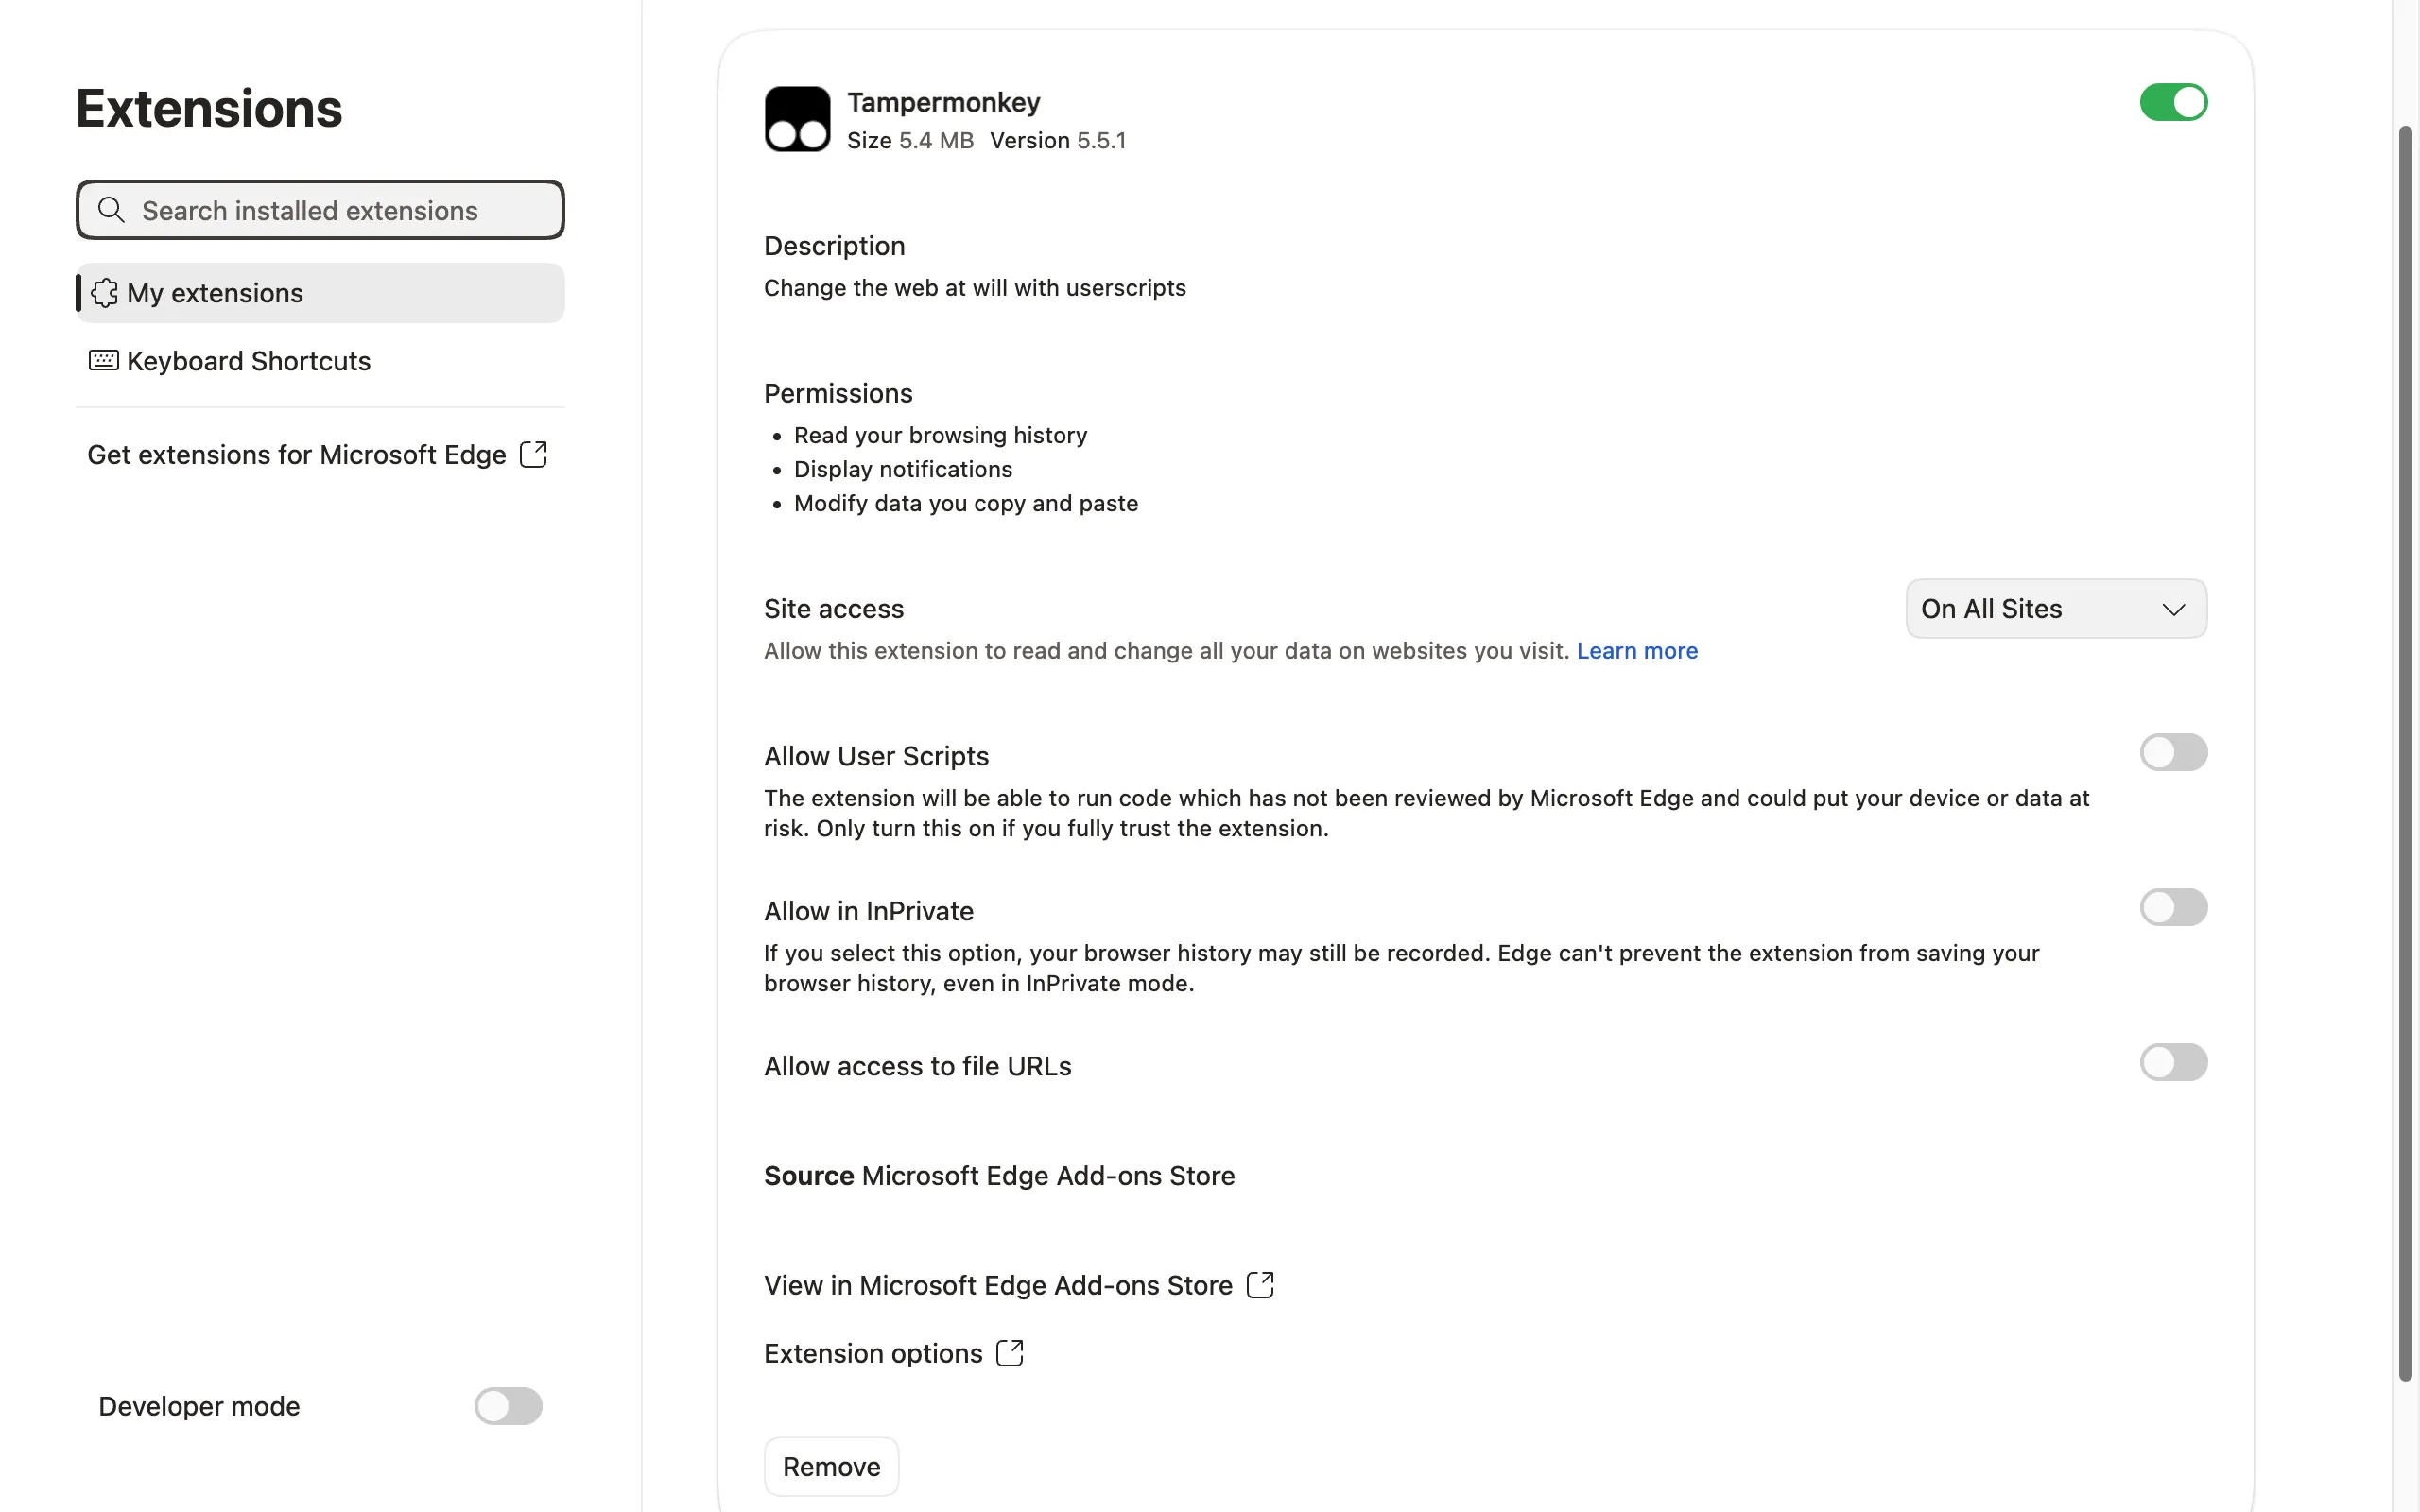 Extensions
Search installed extensions
My extensions
Keyboard Shortcuts
Get extensions for Microsoft Edge
Developer mode
Tampermonkey
Size 5.4 MB Version 5.5.1
Description
Change the web at will with userscripts
Permissions
• Read your browsing history
• Display notifications
• Modify data you copy and paste
Site access
On All Sites
Allow this extension to read and change all your data on websites you visit. Learn more
Allow User Scripts
The extension will be able to run code which has not been reviewed by Microsoft Edge and could put your device or data at
risk. Only turn this on if you fully trust the extension.
Allow in InPrivate
If you select this option, your browser history may still be recorded. Edge can't prevent the extension from saving your
browser history, even in InPrivate mode.
Allow access to file URLs
Source Microsoft Edge Add-ons Store
View in Microsoft Edge Add-ons Store
Extension options
Remove